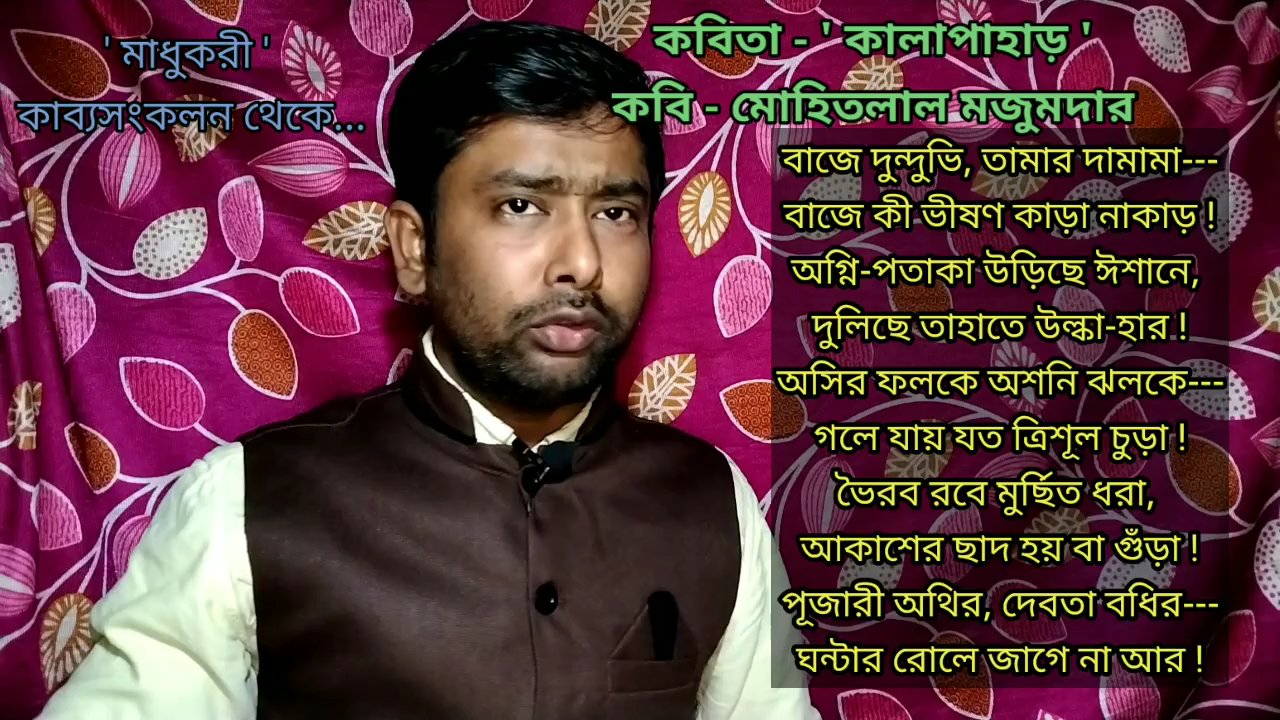 ' মাধুকরী '
কাব্যসংকলন থেকে...
কবিতা - ' কালাপাহাড় '
কবি - মোহিতলাল মজুমদার
বাজে দুন্দুভি, তামার দামামা---
বাজে কী ভীষণ কাড়া নাকাড় !
অগ্নি-পতাকা উড়িছে ঈশানে,
দুলিছে তাহাতে উল্কা-হার !
অসির ফলকে অশনি ঝলকে---
গলে যায় যত ত্রিশূল চুড়া !
ভৈরব রবে মুর্ছিত ধরা,
আকাশের ছাদ হয় বা গুঁড়া !
পূজারী অথির, দেবতা বধির---
ঘন্টার রোলে জাগে না আর !